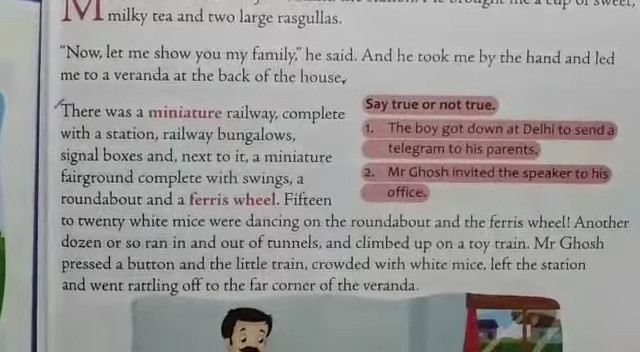 milky tea and two large rasgullas.
"Now, let me show you my family," he said. And he took me by the hand and led
me to a veranda at the back of the house.
There was a miniature railway, complete
with a station, railway bungalows,
signal boxes and, next to it, a miniature
fairground complete with swings, a
roundabout and a ferris wheel. Fifteen
Say true or not true.
1. The boy got down at Delhi to send a
telegram to his parents.
2. Mr Ghosh invited the speaker to his
office.
to twenty white mice were dancing on the roundabout and the ferris wheel! Another
dozen or so ran in and out of tunnels, and climbed up on a toy train. Mr Ghosh
pressed a button and the little train, crowded with white mice, left the station
and went rattling off to the far corner of the veranda.